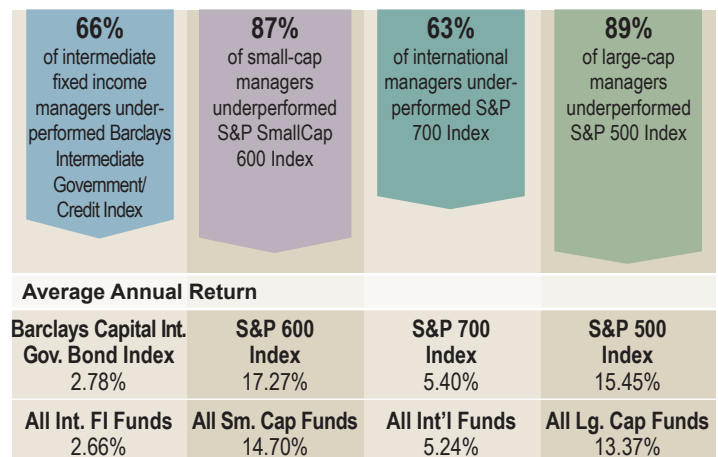 66%
of intermediate
fixed income
managers under-
performed Barclays
Intermediate
Government/
Credit Index
87%
of small-cap
managers
underperformed
S&P SmallCap
600 Index
63%
of international
managers under-
performed S&P
700 Index
89%
of large-cap
managers
underperformed
S&P 500 Index
Average Annual Return
Barclays Capital Int.
Gov. Bond Index
2.78%
S&P 600
Index
17.27%
S&P 700
Index
5.40%
S&P 500
Index
15.45%
All Int. FI Funds
2.66%
All Sm. Cap Funds
14.70%
All Int'l Funds
5.24%
All Lg. Cap Funds
13.37%